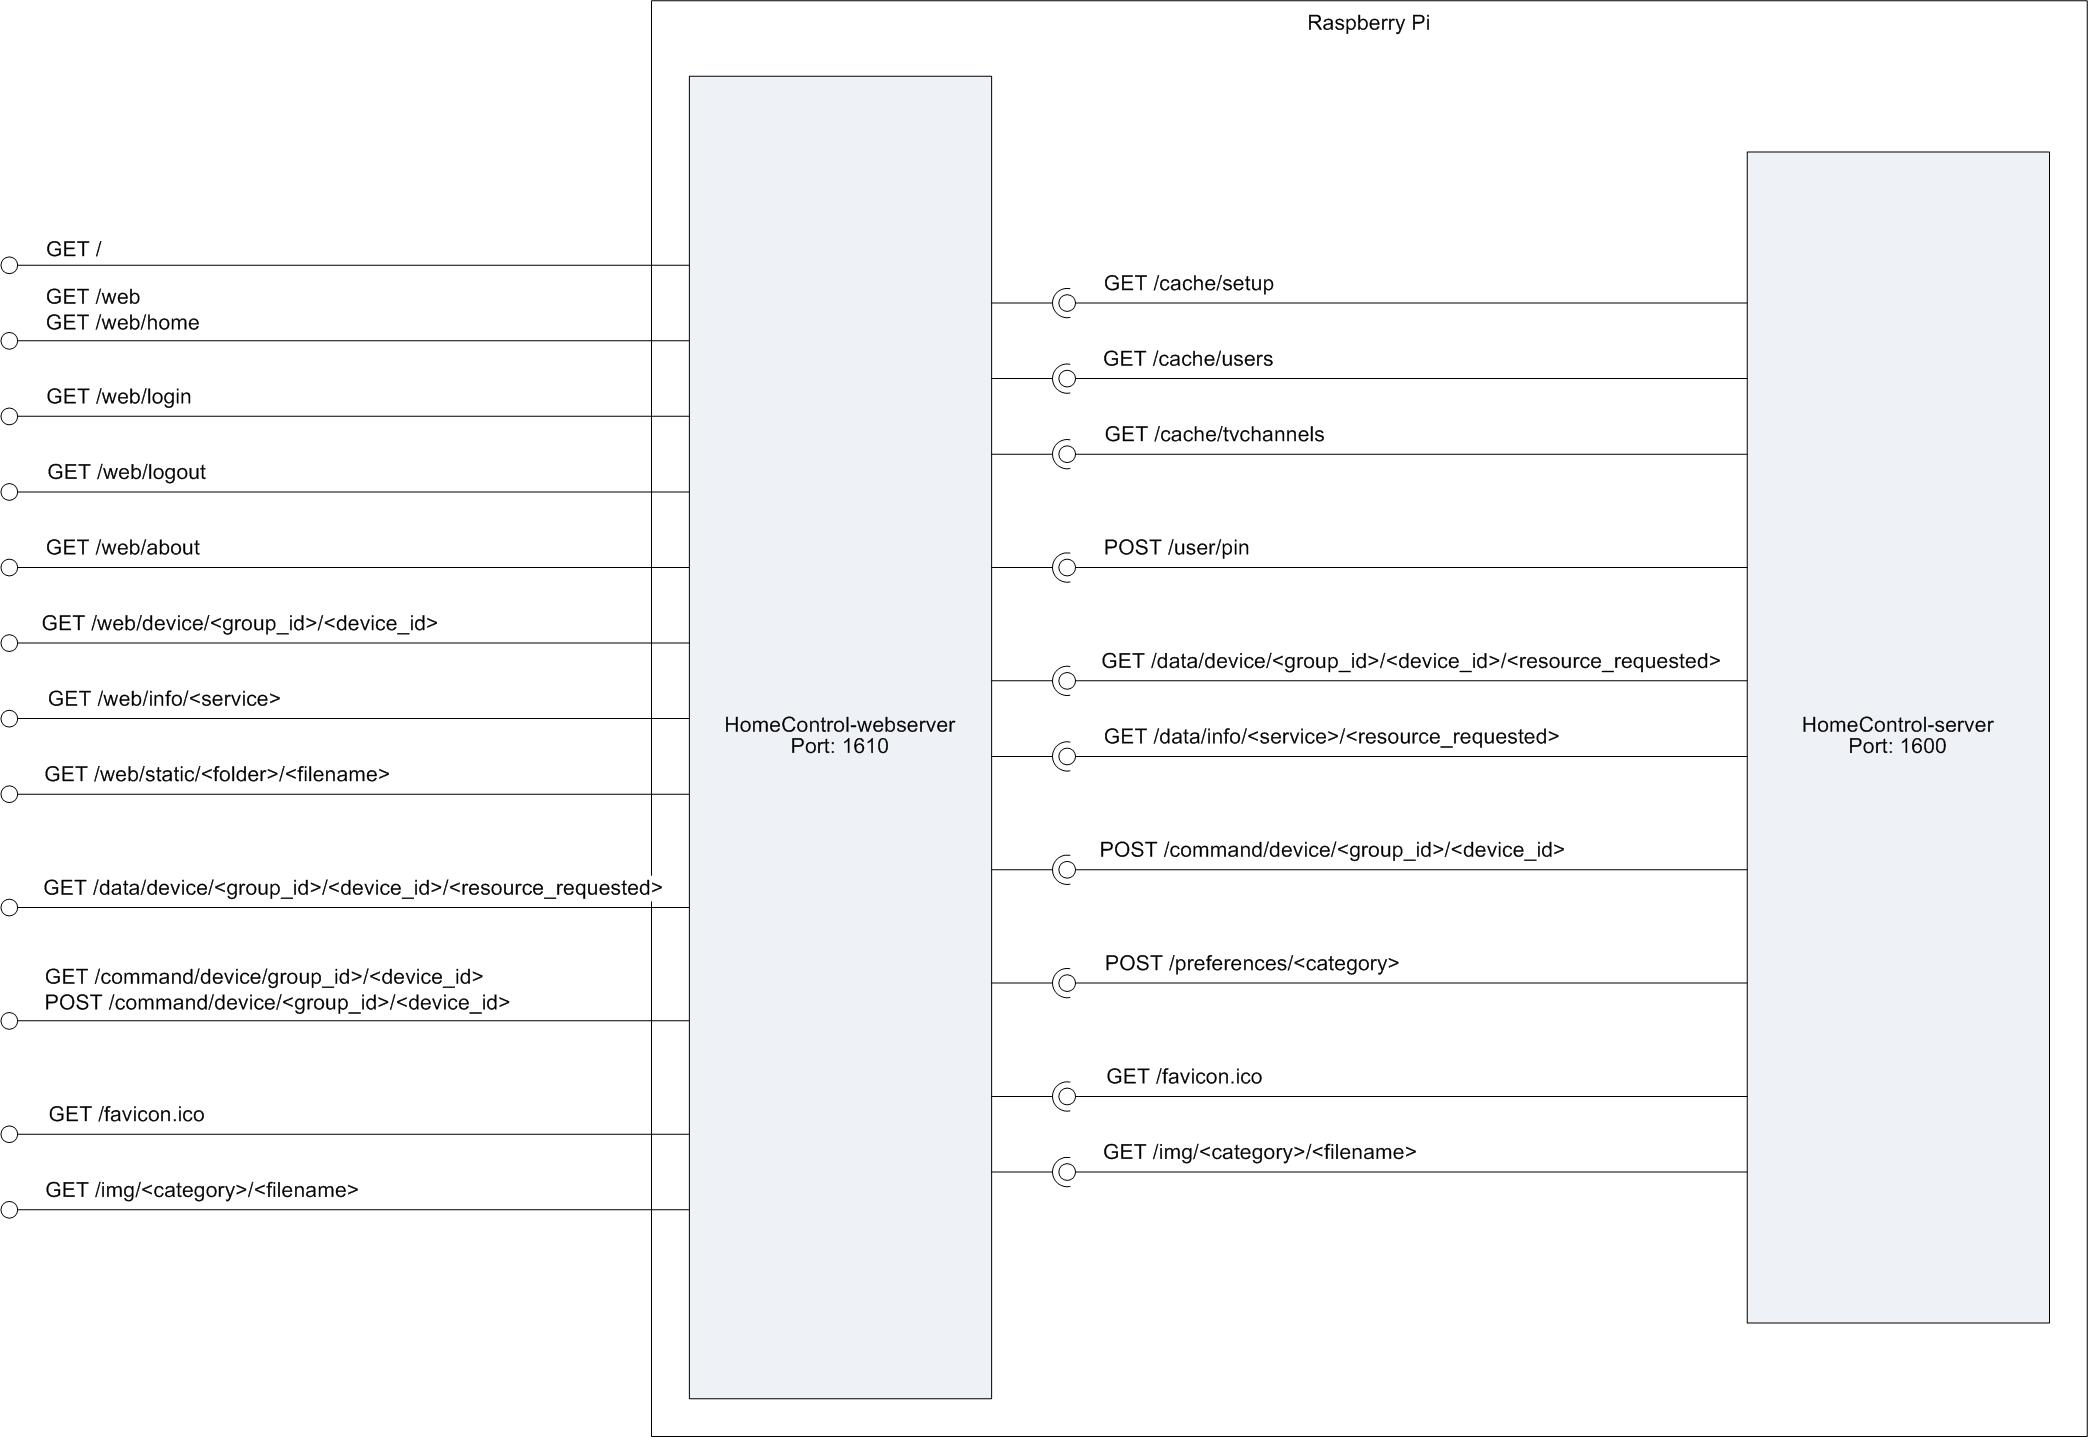 Raspberry Pi
GET /
GET /web
GET /web/home
GET /web/login
GET /web/logout
GET /web/about
GET /web/device/<group_id>/<device_id>
GET /web/info/<service>
GET /web/static/<folder>/<filename>
GET /data/device/<group_id>/<device_id>/<resource_requested>
GET /command/device/group_id>/<device_id>
POST /command/device/<group_id>/<device_id>
GET /favicon.ico
GET /img/<category>/<filename>
HomeControl-webserver
Port: 1610
GET /cache/setup
GET /cache/users
GET /cache/tvchannels
POST /user/pin
GET /data/device/<group_id>/<device_id>/<resource_requested>
GET /data/info/<service>/<resource_requested>
POST /command/device/<group_id>/<device_id>
POST /preferences/<category>
GET /favicon.ico
GET /img/<category>/<filename>
HomeControl-server
Port: 1600